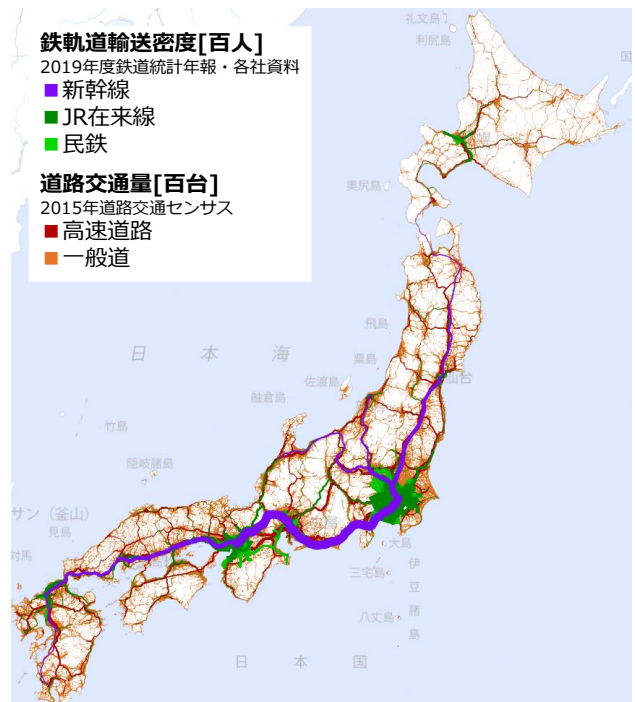 鉄軌道輸送密度[百人]
2019年度鉄道統計年報・各社資料
新幹線
JR在来線
民鉄
道路交通量[百台]
2015年道路交通センサス
高速道路
一般道
礼文島
利尻島
国
奥尻島
飛島
日本海
粟島
仙台
佐渡島
舳倉島
竹島
隠岐諸島
サン（釜山）
見島
対馬
大島
三宅島
伊豆諸島
八丈島
日本国